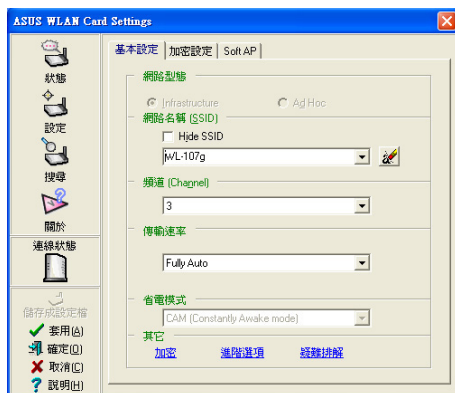 ASUS WLAN Card Settings
狀態
設定
搜尋
關於
連線狀態
儲存成設定檔
套用(A)
確定(O)
取消(C)
說明(H)
基本設定
加密設定
Soft AP
網路型態
Infrastructure
Ad Hoc
網路名稱 (SSID)
Hide SSID
WL-107g
頻道 (Channel)
3
傳輸速率
Fully Auto
省電模式
CAM (Constantly Awake mode)
其它
加密
進階選項
疑難排解